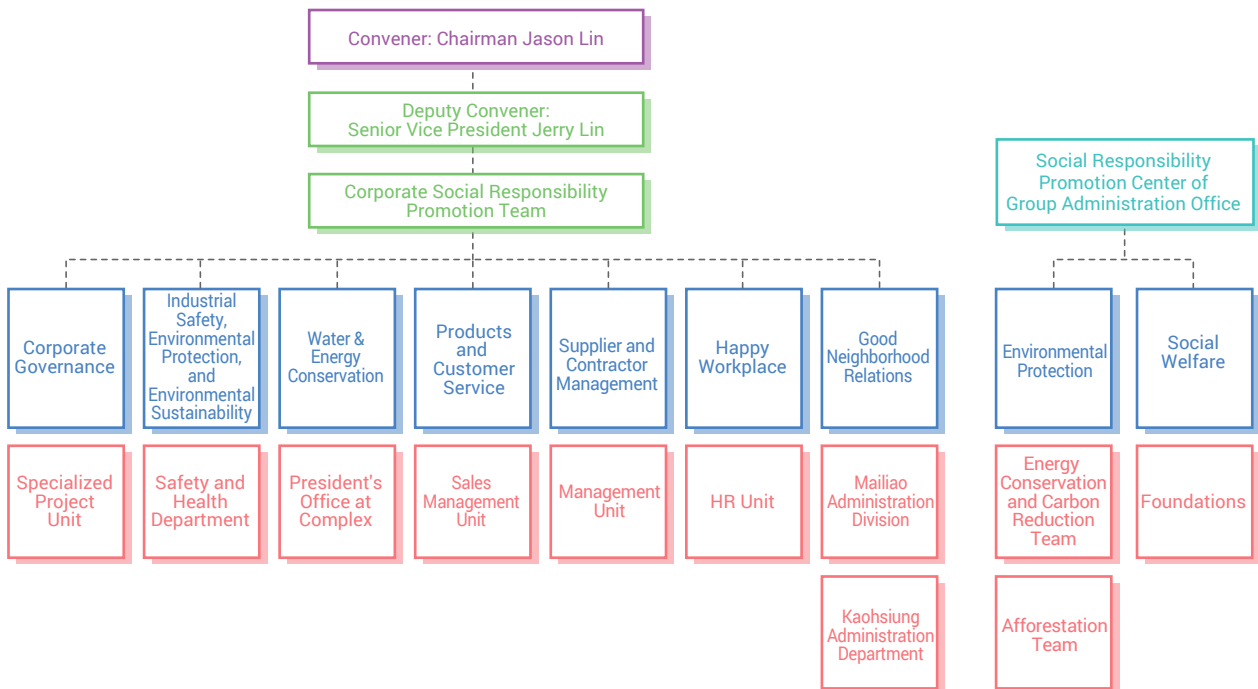 Convener: Chairman Jason Lin
Deputy Convener:
Senior Vice President Jerry Lin
Corporate Social Responsibility
Promotion Team
Social Responsibility
Promotion Center of
Group Administration Office
Corporate
Governance
Industrial
Safety,
Environmental
Protection,
and
Environmental
Sustainability
Water &
Energy
Conservation
Products
and
Customer
Service
Supplier and
Contractor
Management
Happy
Workplace
Good
Neighborhood
Relations
Environmental
Protection
Social
Welfare
Specialized
Project
Unit
Safety and
Health
Department
President's
Office at
Complex
Sales
Management
Unit
Management
Unit
HR Unit
Mailiao
Administration
Division
Energy
Conservation
and Carbon
Reduction
Team
Foundations
Kaohsiung
Administration
Department
Afforestation
Team